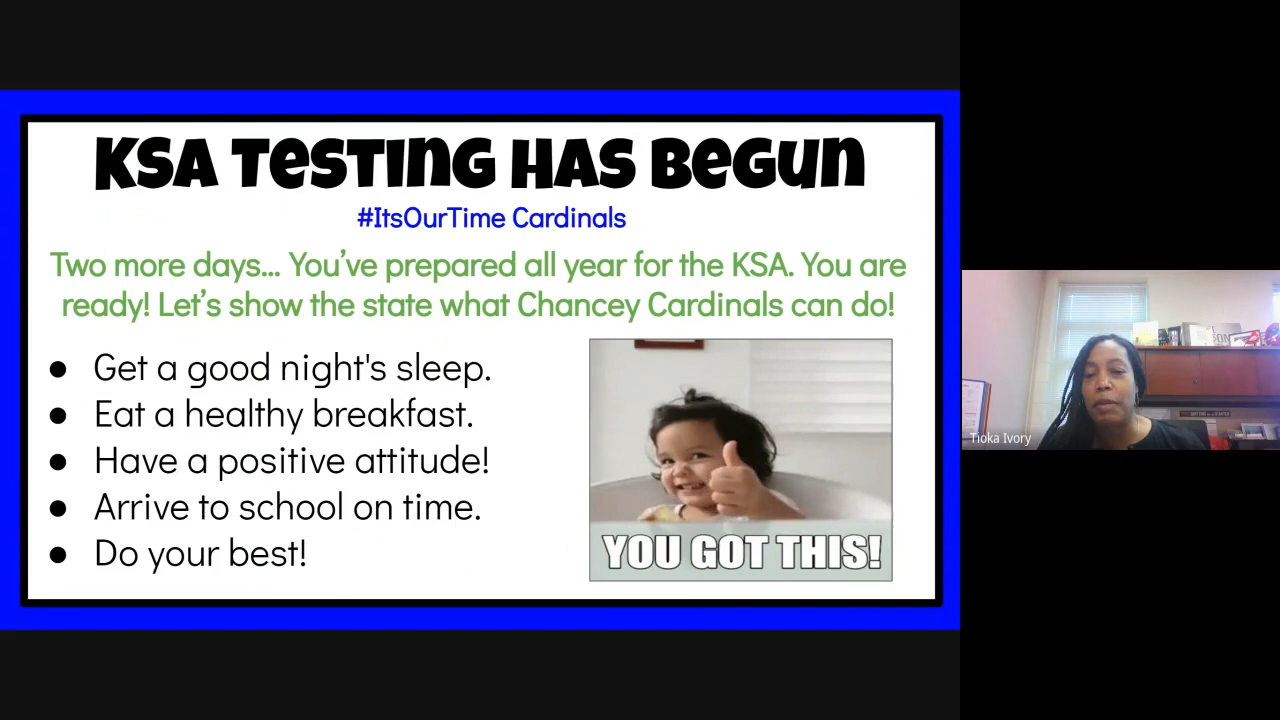 KSA Testing Has Begun
#ItsOurTime Cardinals
Two more days... You've prepared all year for the KSA. You are
ready! Let's show the state what Chancey Cardinals can do!
● Get a good night's sleep.
● Eat a healthy breakfast.
● Have a positive attitude!
● Arrive to school on time.
● Do your best!
YOU GOT THIS!
Tioka Ivory